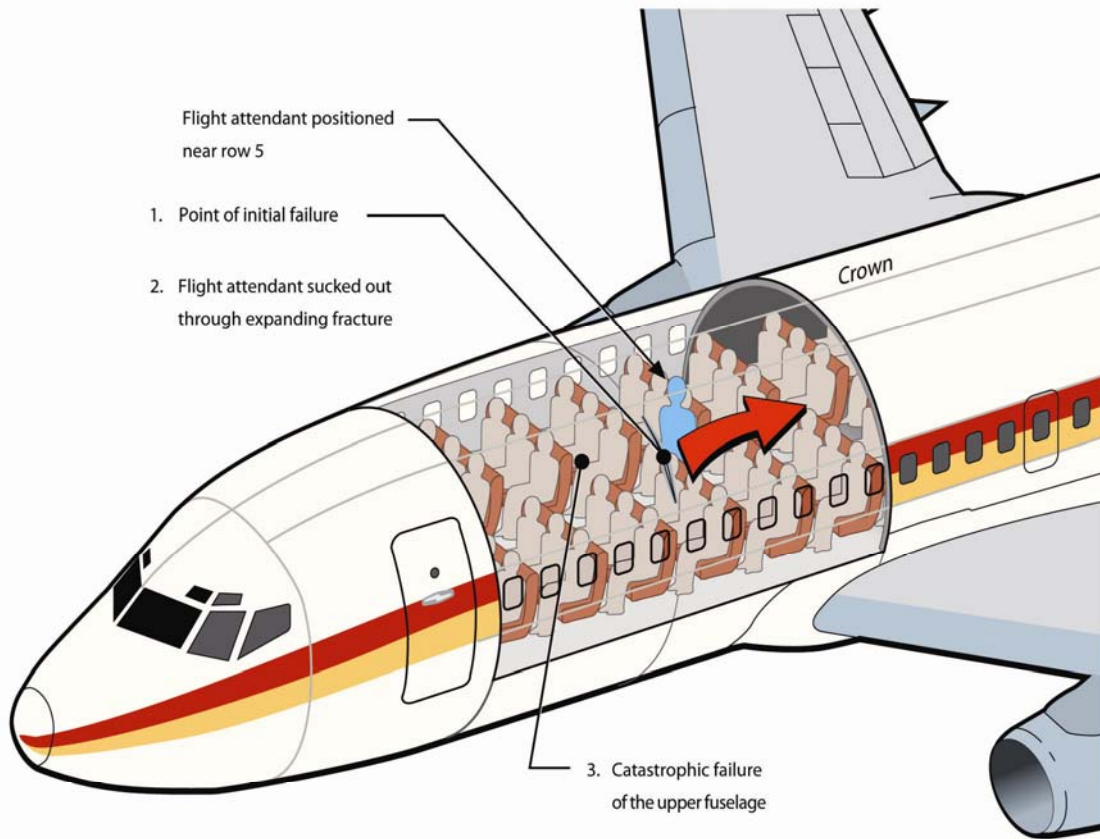 Flight attendant positioned
near row 5
1. Point of initial failure
2. Flight attendant sucked out
through expanding fracture
Crown
3. Catastrophic failure
of the upper fuselage